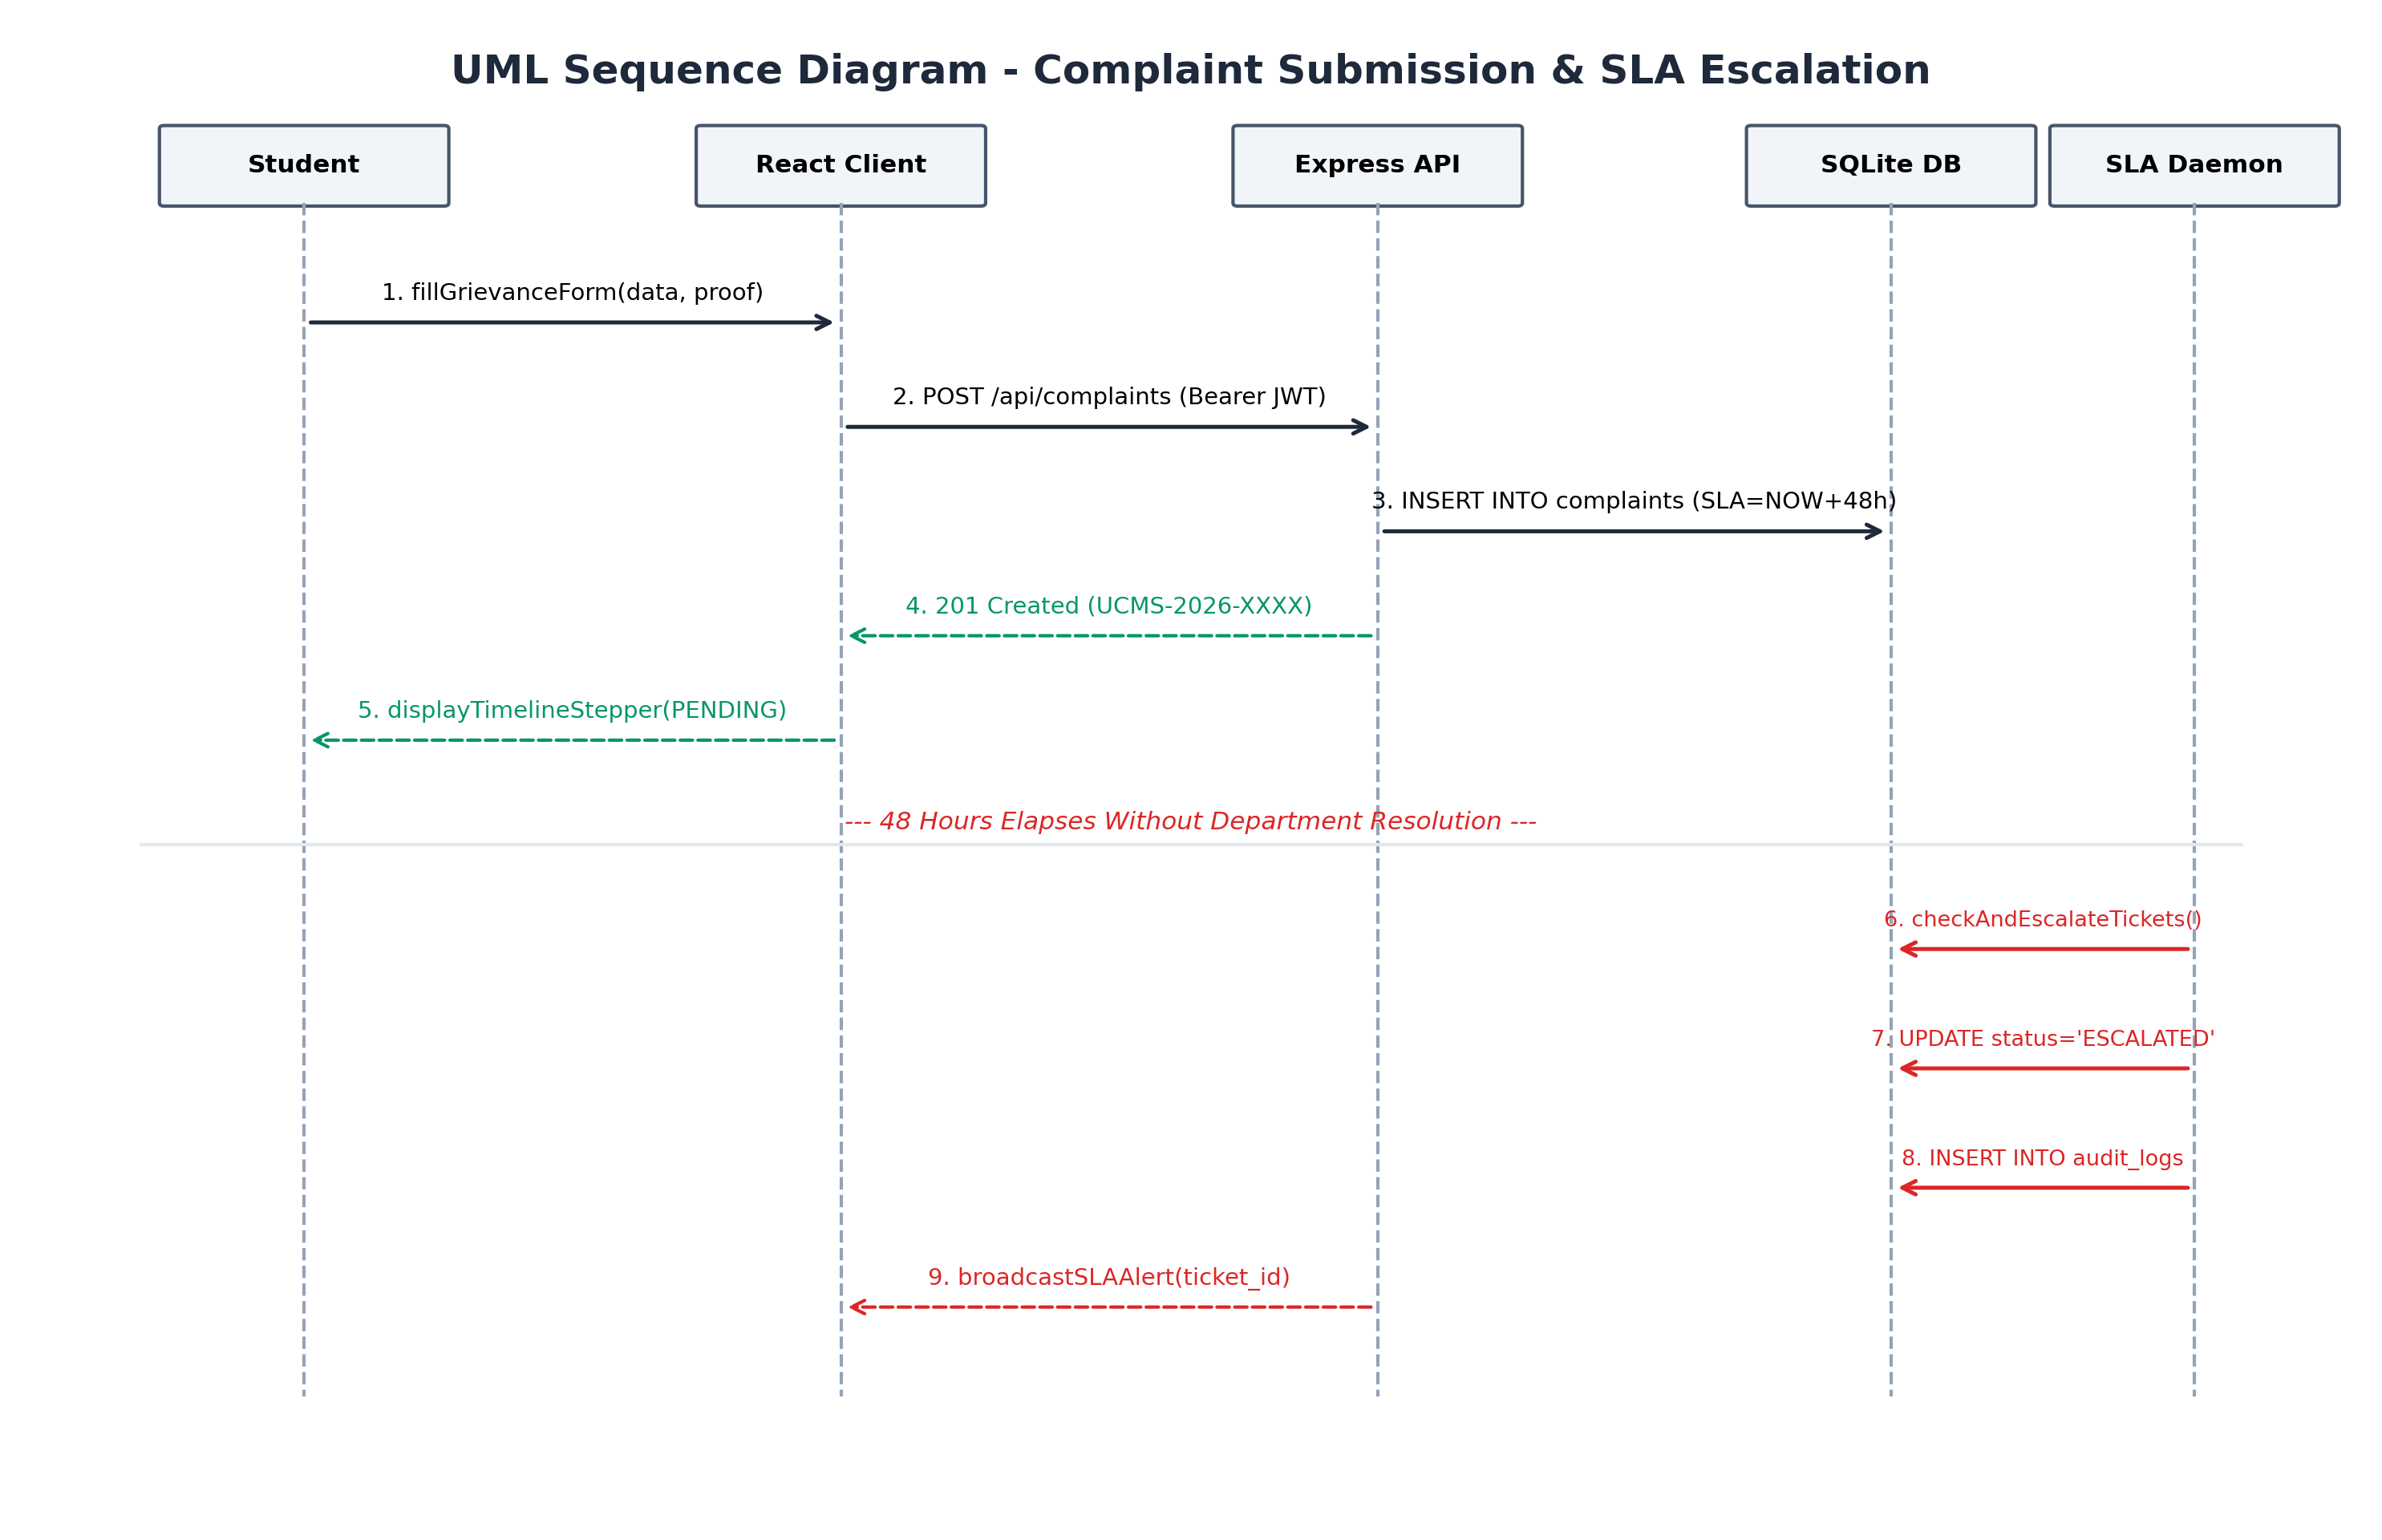 UML Sequence Diagram - Complaint Submission & SLA Escalation
Student
React Client
Express API
SQLite DB
SLA Daemon
1. fillGrievanceForm(data, proof)
2. POST /api/complaints (Bearer JWT)
3. INSERT INTO complaints (SLA=NOW+48h)
4. 201 Created (UCMS-2026-XXXX)
5. displayTimelineStepper(PENDING)
--- 48 Hours Elapses Without Department Resolution ---
6. checkAndEscalateTickets()
7. UPDATE status='ESCALATED'
8. INSERT INTO audit_logs
9. broadcastSLAAlert(ticket_id)